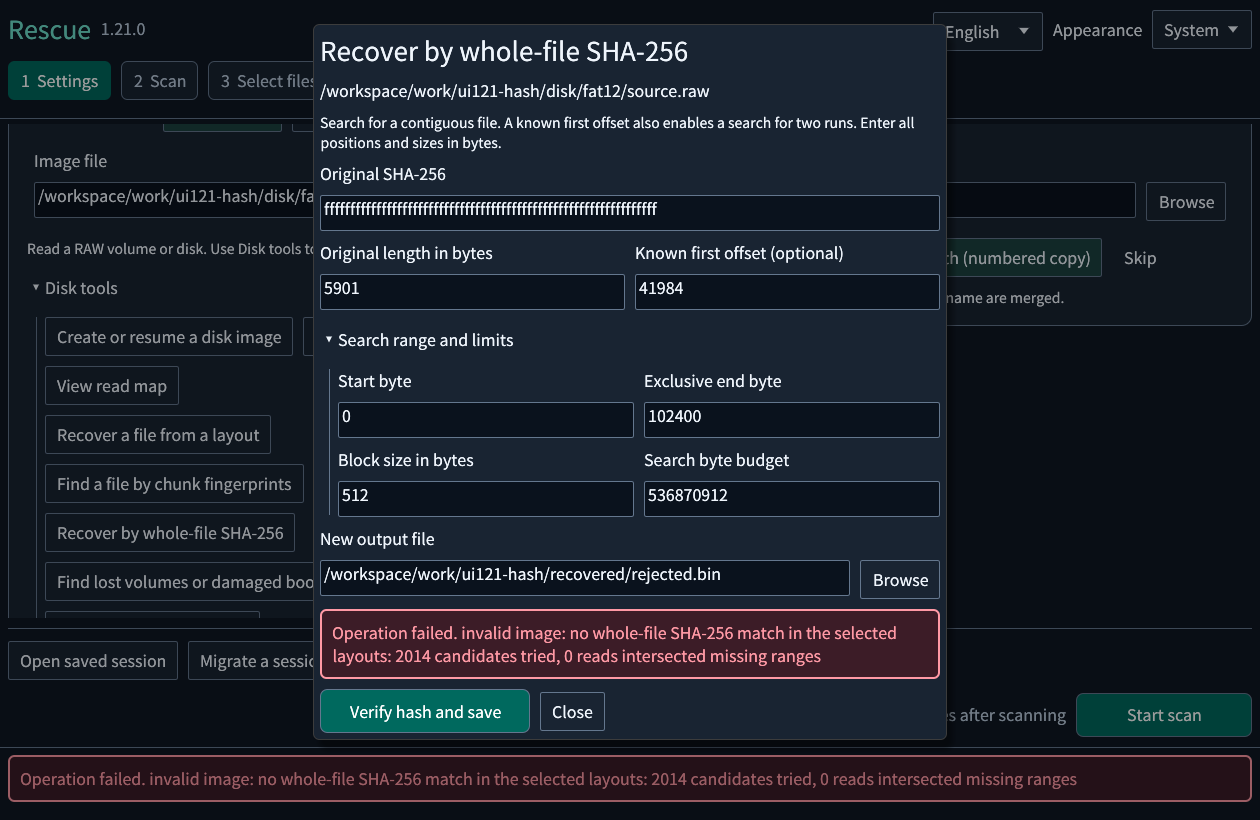 Rescue 1.21.0
English
Appearance
System
1 Settings
2 Scan
3 Select files
Recover by whole-file SHA-256
/workspace/work/ui121-hash/disk/fat12/source.raw
Search for a contiguous file. A known first offset also enables a search for two runs. Enter all
positions and sizes in bytes.
Original SHA-256
ffffffffffffffffffffffffffffffffffffffffffffffffffffffffffffffff
Original length in bytes
Known first offset (optional)
5901
41984
Search range and limits
Start byte
Exclusive end byte
0
102400
Block size in bytes
Search byte budget
512
536870912
New output file
/workspace/work/ui121-hash/recovered/rejected.bin
Browse
Operation failed. invalid image: no whole-file SHA-256 match in the selected
layouts: 2014 candidates tried, 0 reads intersected missing ranges
Verify hash and save
Close
Image file
/workspace/work/ui121-hash/disk/fa
Browse
Read a RAW volume or disk. Use Disk tools to
(numbered copy)
Skip
name are merged.
Disk tools
Create or resume a disk image
View read map
Recover a file from a layout
Find a file by chunk fingerprints
Recover by whole-file SHA-256
Find lost volumes or damaged boo
Open saved session
Migrate a sessio
after scanning
Start scan
Operation failed. invalid image: no whole-file SHA-256 match in the selected layouts: 2014 candidates tried, 0 reads intersected missing ranges